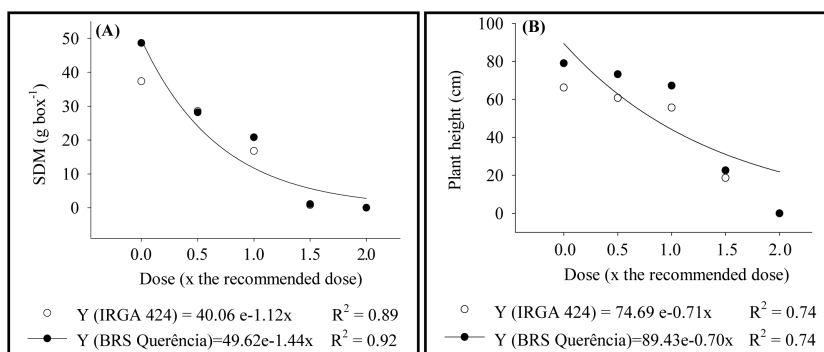 (A)
50
40
30
20
10
0
SDM (g box⁻¹)
0.0 0.5 1.0 1.5 2.0
Dose (x the recommended dose)
Y (IRGA 424) = 40.06 e-1.12x R² = 0.89
Y (BRS Querência)=49.62e-1.44x R² = 0.92
(B)
100
80
60
40
20
0
Plant height (cm)
0.0 0.5 1.0 1.5 2.0
Dose (x the recommended dose)
Y (IRGA 424) = 74.69 e-0.71x R² = 0.74
Y (BRS Querência)=89.43e-0.70x R² = 0.74